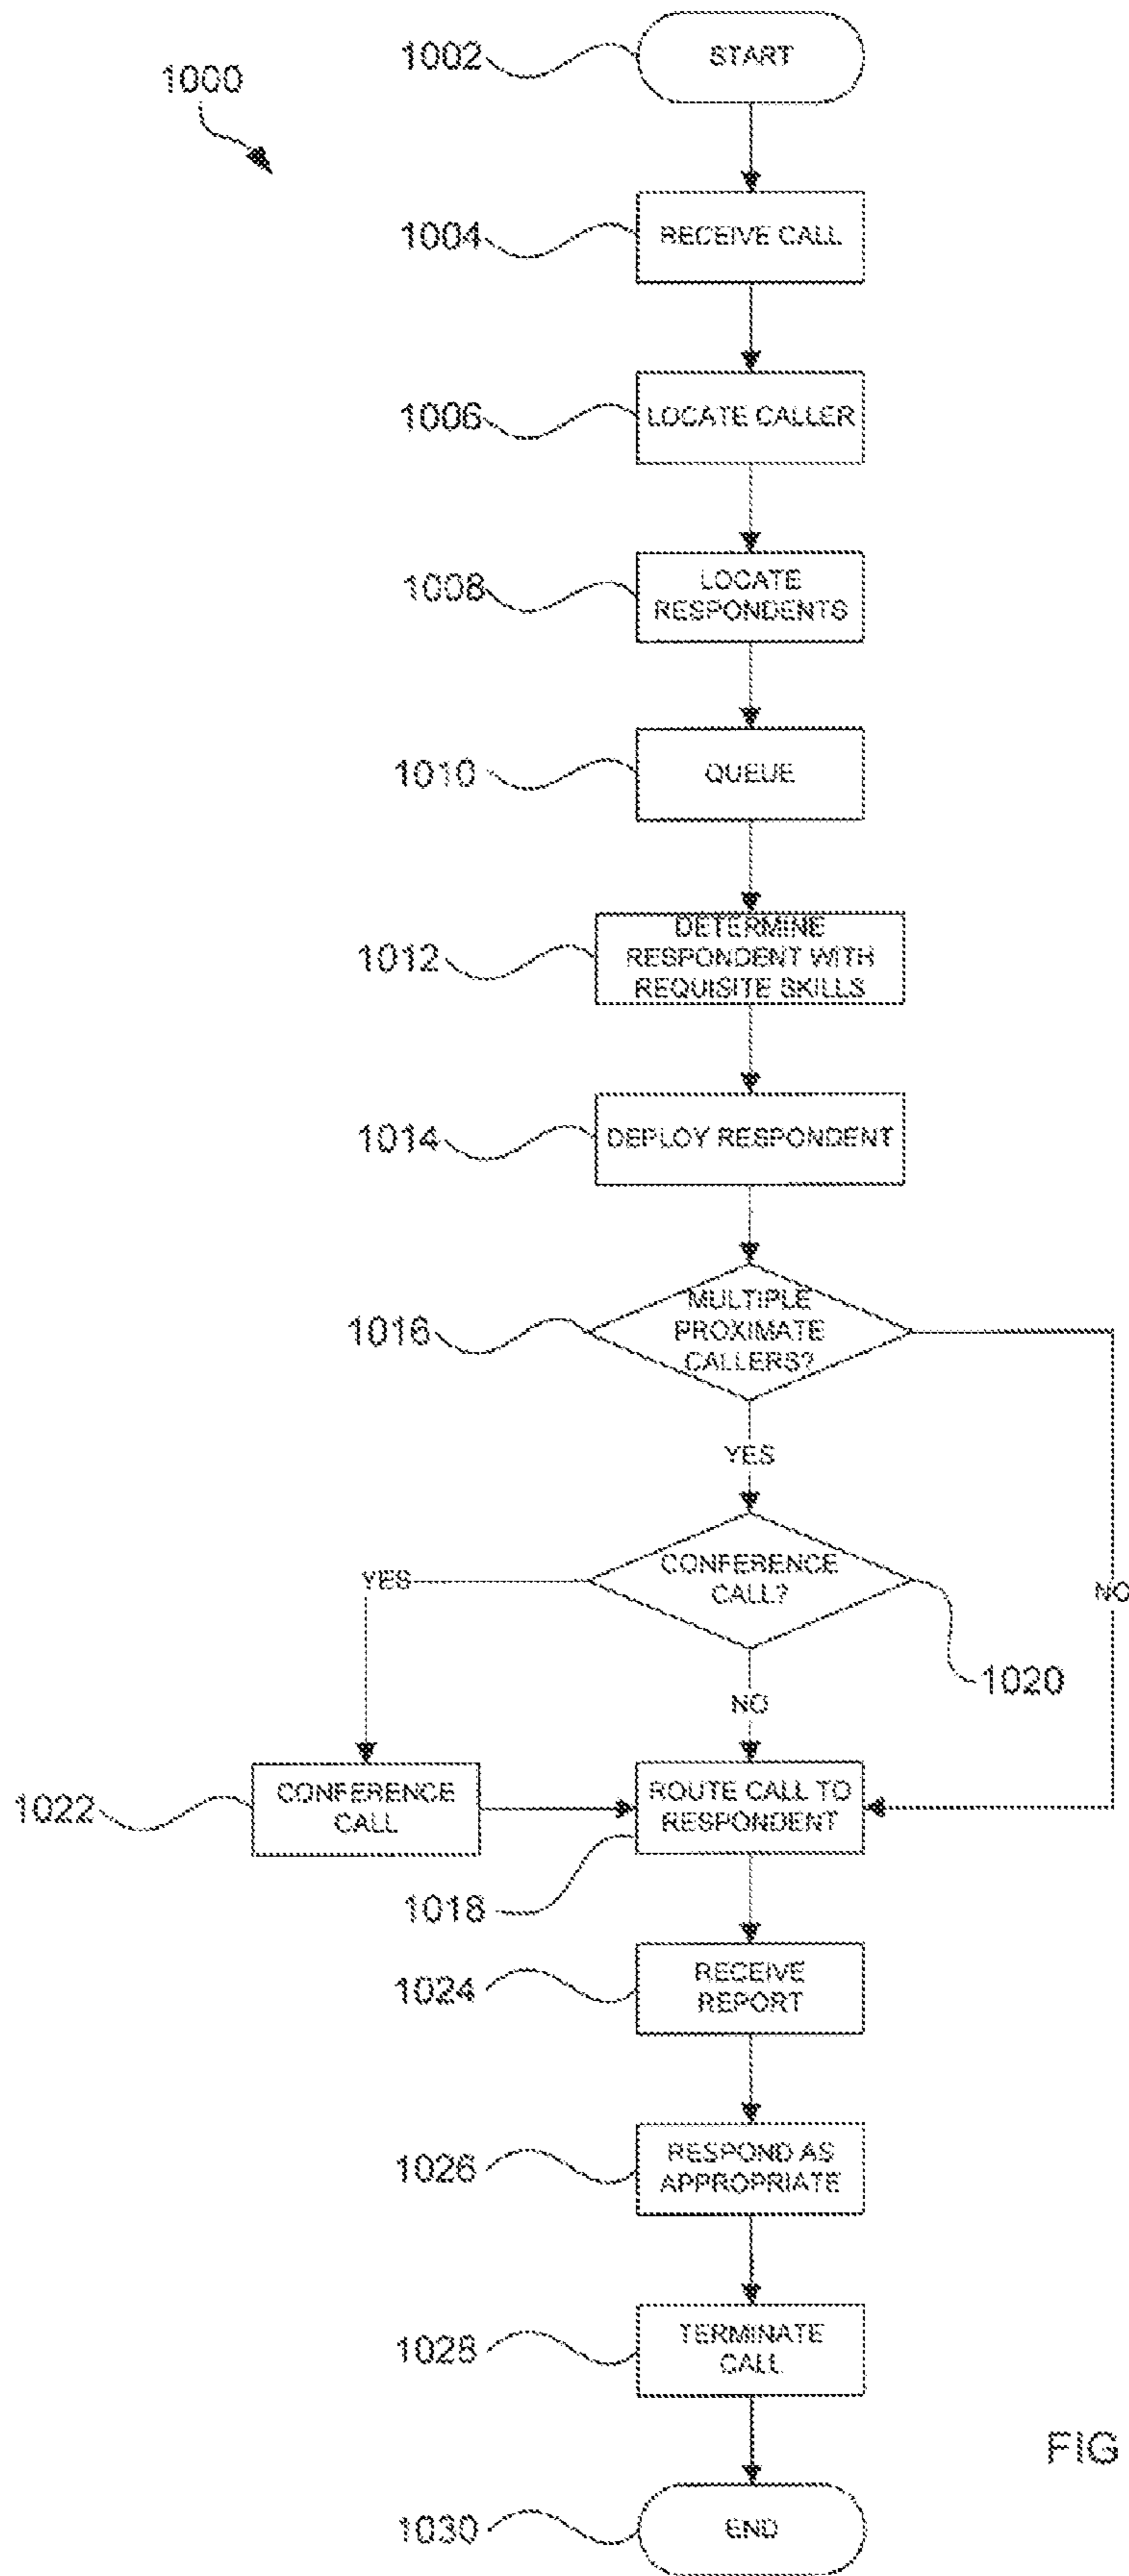 1000
1002
START
1004
RECEIVE CALL
1006
LOCATE CALLER
1008
LOCATE
RESPONDENTS
1010
QUEUE
1012
DETERMINE
RESPONDENT WITH
REQUISITE SKILLS
1014
DEPLOY RESPONDENT
1016
MULTIPLE
PROXIMATE
CALLERS?
YES
NO
CONFERENCE
CALL?
YES
1020
NO
1022
CONFERENCE
CALL
ROUTE CALL TO
RESPONDENT
1018
1024
RECEIVE
REPORT
1026
RESPOND AS
APPROPRIATE
1028
TERMINATE
CALL
FIG
1030
END